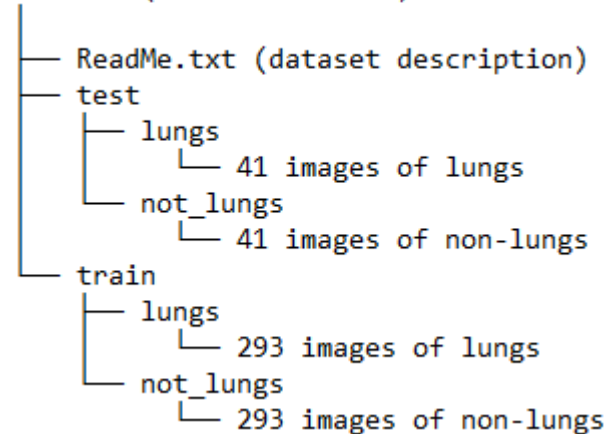 ReadMe.txt (dataset description)
test
lungs
41 images of lungs
not_lungs
41 images of non-lungs
train
lungs
293 images of lungs
not_lungs
293 images of non-lungs